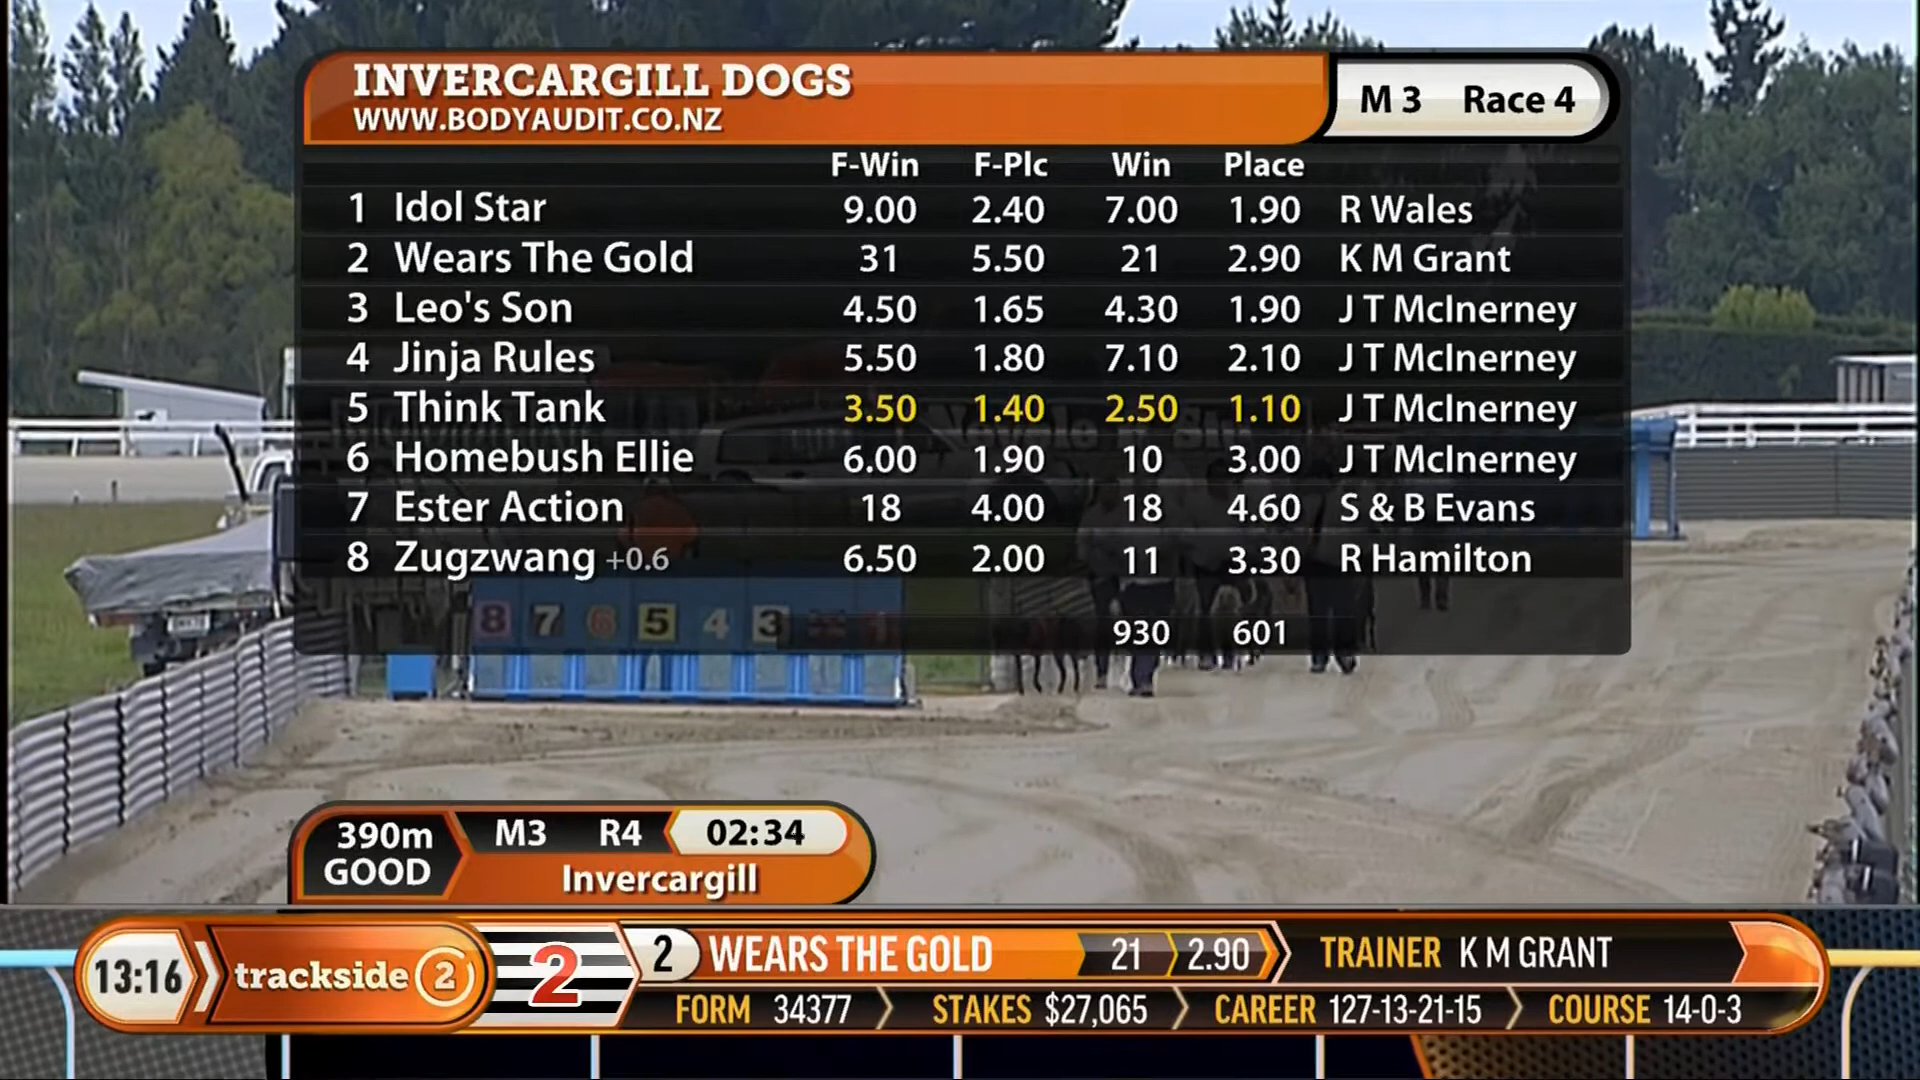 INVERCARGILL DOGS
WWW.BODYAUDIT.CO.NZ
M 3 Race 4
F-Win F-Plc Win Place
1 Idol Star 9.00 2.40 7.00 1.90 R Wales
2 Wears The Gold 31 5.50 21 2.90 K M Grant
3 Leo's Son 4.50 1.65 4.30 1.90 J T McInerney
4 Jinja Rules 5.50 1.80 7.10 2.10 J T McInerney
5 Think Tank 3.50 1.40 2.50 1.10 J T McInerney
6 Homebush Ellie 6.00 1.90 10 3.00 J T McInerney
7 Ester Action 18 4.00 18 4.60 S & B Evans
8 Zugzwang +0.6 6.50 2.00 11 3.30 R Hamilton
8 7 6 5 4 3 1
930 601
390m M3 R4 02:34
GOOD Invercargill
13:16 trackside 2
2
2 WEARS THE GOLD 21 2.90 TRAINER K M GRANT
FORM 34377 STAKES $27,065 CAREER 127-13-21-15 COURSE 14-0-3